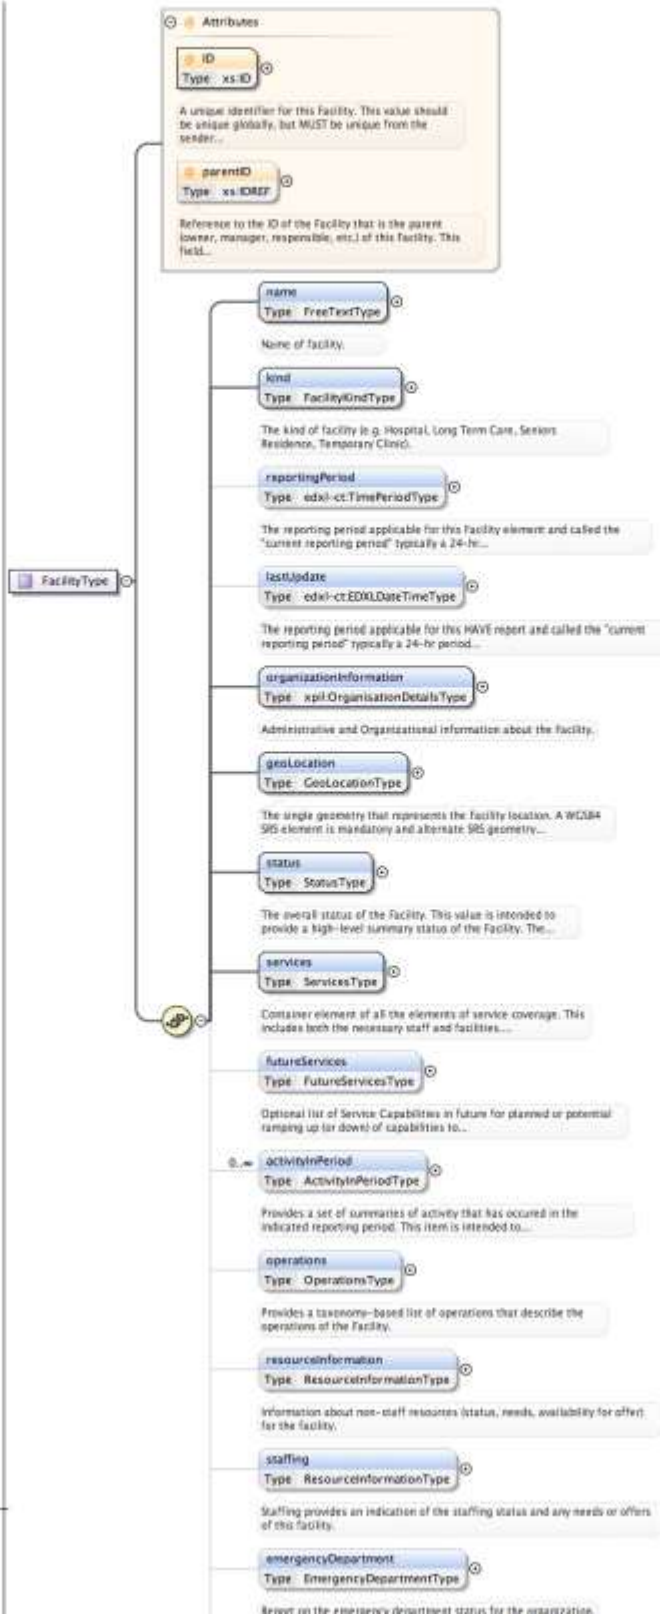 Attributes
ID
Type xs:ID
A unique identifier for this Facility. This value should
be unique globally, but MUST be unique from the
sender...
parentID
Type xs:IDREF
Reference to the ID of the Facility that is the parent
(owner, manager, responsible, etc.) of this Facility. This
field...
name
Type FreeTextType
Name of facility.
kind
Type FacilityKindType
The kind of facility (e.g. Hospital, Long Term Care, Seniors
Residence, Temporary Clinic).
reportingPeriod
Type edxl-ct:TimePeriodType
The reporting period applicable for this Facility element and called the
"current reporting period" typically a 24-hr...
FacilityType
lastUpdate
Type edxl-ct:EDXLDateTimeType
The reporting period applicable for this HAVE report and called the "current
reporting period" typically a 24-hr period...
organizationInformation
Type xpil:OrganisationDetailsType
Administrative and Organizational information about the Facility.
geoLocation
Type GeoLocationType
The single geometry that represents the facility location. A WGS84
SRS element is mandatory and alternate SRS geometry...
status
Type StatusType
The overall status of the Facility. This value is intended to
provide a high-level summary status of the Facility. The...
services
Type ServicesType
Container element of all the elements of service coverage. This
includes both the necessary staff and facilities....
futureServices
Type FutureServicesType
Optional list of Service Capabilities in future for planned or potential
ramping up (or down) of capabilities to...
0..∞ activityInPeriod
Type ActivityInPeriodType
Provides a set of summaries of activity that has occured in the
indicated reporting period. This item is intended to...
operations
Type OperationsType
Provides a taxonomy-based list of operations that describe the
operations of the Facility.
resourceInformation
Type ResourceInformationType
Information about non-staff resources (status, needs, availability for offer)
for the facility.
staffing
Type ResourceInformationType
Staffing provides an indication of the staffing status and any needs or offers
of this facility.
emergencyDepartment
Type EmergencyDepartmentType
Report on the emergency department status for the organization.